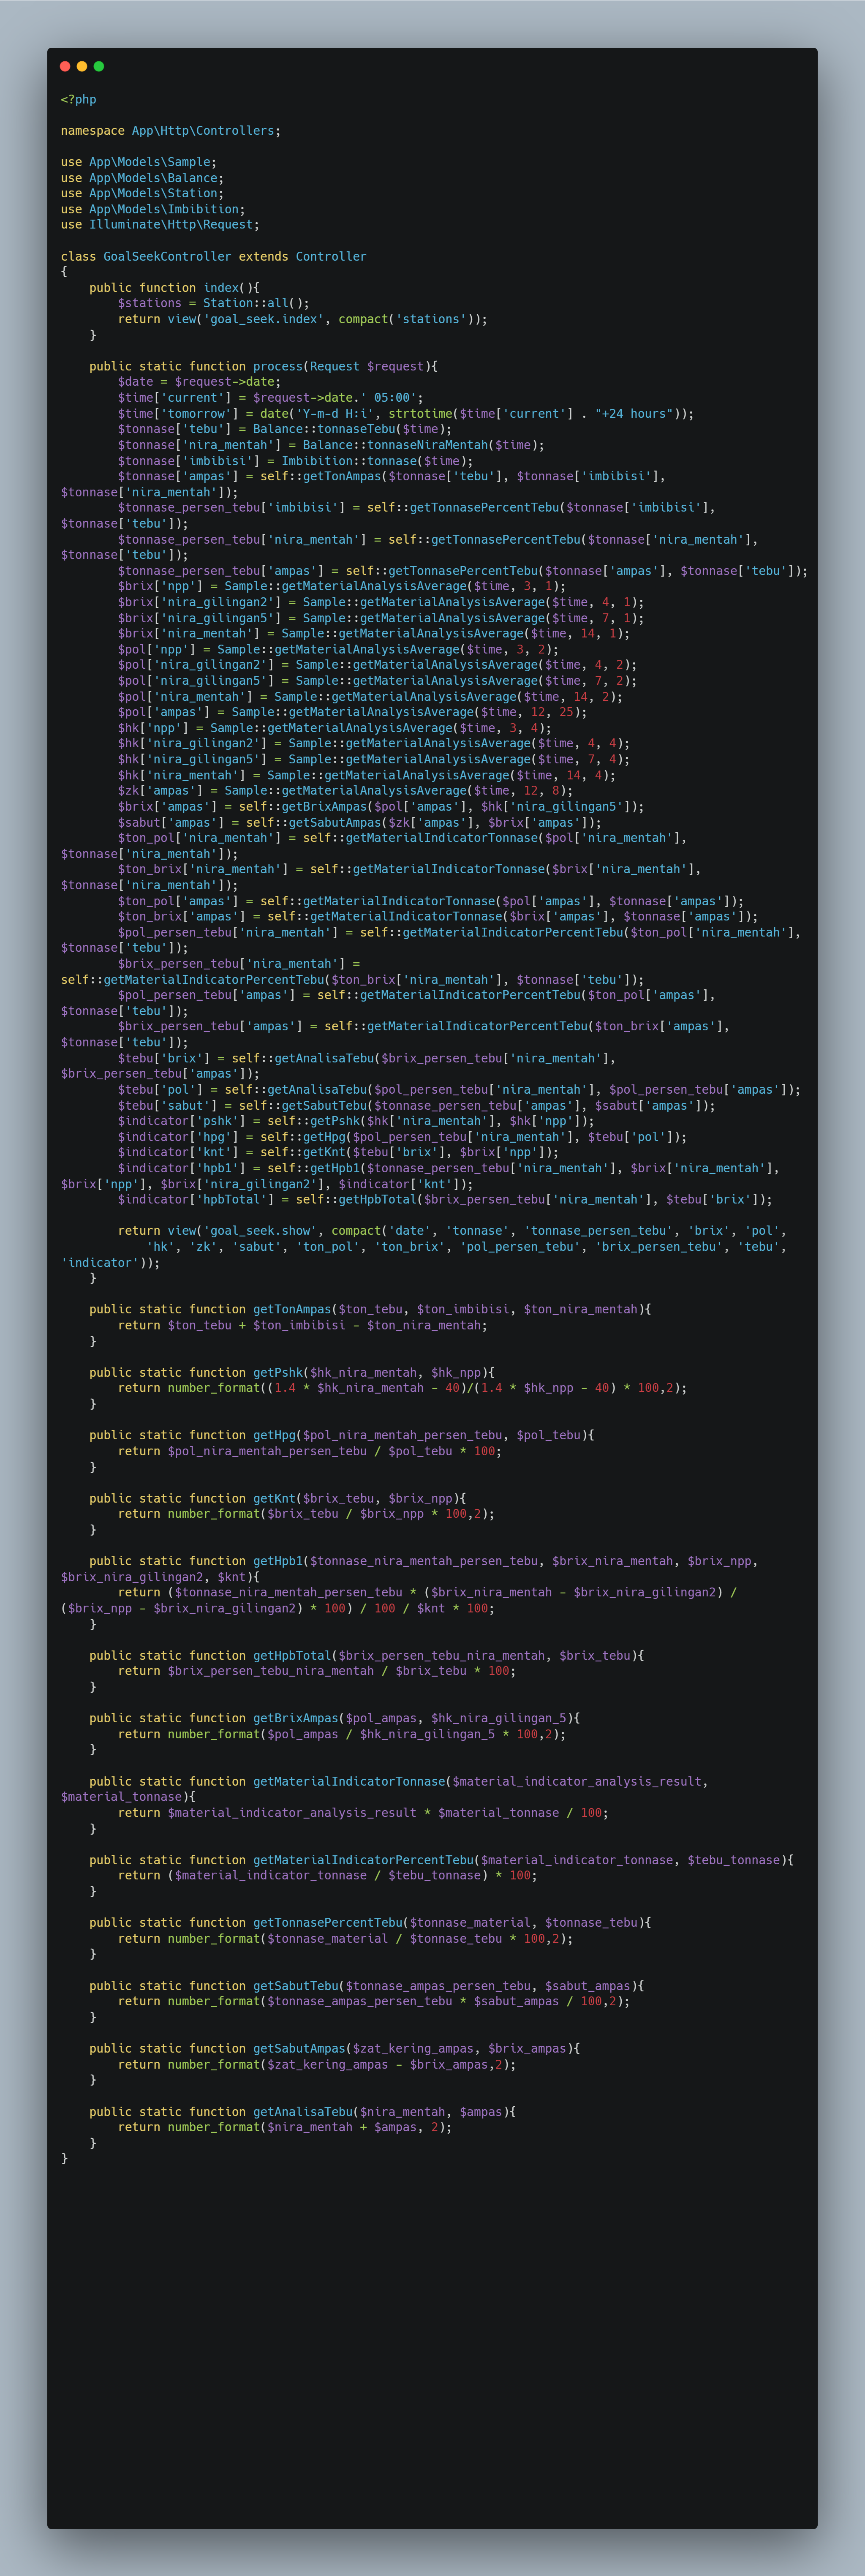 <?php

namespace App\Http\Controllers;

use App\Models\Sample;
use App\Models\Balance;
use App\Models\Station;
use App\Models\Imbibition;
use Illuminate\Http\Request;

class GoalSeekController extends Controller
{
    public function index(){
        $stations = Station::all();
        return view('goal_seek.index', compact('stations'));
    }

    public static function process(Request $request){
        $date = $request->date;
        $time['current'] = $request->date.' 05:00';
        $time['tomorrow'] = date('Y-m-d H:i', strtotime($time['current'] . "+24 hours"));
        $tonnase['tebu'] = Balance::tonnaseTebu($time);
        $tonnase['nira_mentah'] = Balance::tonnaseNiraMentah($time);
        $tonnase['imbibisi'] = Imbibition::tonnase($time);
        $tonnase['ampas'] = self::getTonAmpas($tonnase['tebu'], $tonnase['imbibisi'],
$tonnase['nira_mentah']);
        $tonnase_persen_tebu['imbibisi'] = self::getTonnasePercentTebu($tonnase['imbibisi'],
$tonnase['tebu']);
        $tonnase_persen_tebu['nira_mentah'] = self::getTonnasePercentTebu($tonnase['nira_mentah'],
$tonnase['tebu']);
        $tonnase_persen_tebu['ampas'] = self::getTonnasePercentTebu($tonnase['ampas'], $tonnase['tebu']);
        $brix['npp'] = Sample::getMaterialAnalysisAverage($time, 3, 1);
        $brix['nira_gilingan2'] = Sample::getMaterialAnalysisAverage($time, 4, 1);
        $brix['nira_gilingan5'] = Sample::getMaterialAnalysisAverage($time, 7, 1);
        $brix['nira_mentah'] = Sample::getMaterialAnalysisAverage($time, 14, 1);
        $pol['npp'] = Sample::getMaterialAnalysisAverage($time, 3, 2);
        $pol['nira_gilingan2'] = Sample::getMaterialAnalysisAverage($time, 4, 2);
        $pol['nira_gilingan5'] = Sample::getMaterialAnalysisAverage($time, 7, 2);
        $pol['nira_mentah'] = Sample::getMaterialAnalysisAverage($time, 14, 2);
        $pol['ampas'] = Sample::getMaterialAnalysisAverage($time, 12, 25);
        $hk['npp'] = Sample::getMaterialAnalysisAverage($time, 3, 4);
        $hk['nira_gilingan2'] = Sample::getMaterialAnalysisAverage($time, 4, 4);
        $hk['nira_gilingan5'] = Sample::getMaterialAnalysisAverage($time, 7, 4);
        $hk['nira_mentah'] = Sample::getMaterialAnalysisAverage($time, 14, 4);
        $zk['ampas'] = Sample::getMaterialAnalysisAverage($time, 12, 8);
        $brix['ampas'] = self::getBrixAmpas($pol['ampas'], $hk['nira_gilingan5']);
        $sabut['ampas'] = self::getSabutAmpas($zk['ampas'], $brix['ampas']);
        $ton_pol['nira_mentah'] = self::getMaterialIndicatorTonnase($pol['nira_mentah'],
$tonnase['nira_mentah']);
        $ton_brix['nira_mentah'] = self::getMaterialIndicatorTonnase($brix['nira_mentah'],
$tonnase['nira_mentah']);
        $ton_pol['ampas'] = self::getMaterialIndicatorTonnase($pol['ampas'], $tonnase['ampas']);
        $ton_brix['ampas'] = self::getMaterialIndicatorTonnase($brix['ampas'], $tonnase['ampas']);
        $pol_persen_tebu['nira_mentah'] = self::getMaterialIndicatorPercentTebu($ton_pol['nira_mentah'],
$tonnase['tebu']);
        $brix_persen_tebu['nira_mentah'] =
self::getMaterialIndicatorPercentTebu($ton_brix['nira_mentah'], $tonnase['tebu']);
        $pol_persen_tebu['ampas'] = self::getMaterialIndicatorPercentTebu($ton_pol['ampas'],
$tonnase['tebu']);
        $brix_persen_tebu['ampas'] = self::getMaterialIndicatorPercentTebu($ton_brix['ampas'],
$tonnase['tebu']);
        $tebu['brix'] = self::getAnalisaTebu($brix_persen_tebu['nira_mentah'],
$brix_persen_tebu['ampas']);
        $tebu['pol'] = self::getAnalisaTebu($pol_persen_tebu['nira_mentah'], $pol_persen_tebu['ampas']);
        $tebu['sabut'] = self::getSabutTebu($tonnase_persen_tebu['ampas'], $sabut['ampas']);
        $indicator['pshk'] = self::getPshk($hk['nira_mentah'], $hk['npp']);
        $indicator['hpg'] = self::getHpg($pol_persen_tebu['nira_mentah'], $tebu['pol']);
        $indicator['knt'] = self::getKnt($tebu['brix'], $brix['npp']);
        $indicator['hpb1'] = self::getHpb1($tonnase_persen_tebu['nira_mentah'], $brix['nira_mentah'],
$brix['npp'], $brix['nira_gilingan2'], $indicator['knt']);
        $indicator['hpbTotal'] = self::getHpbTotal($brix_persen_tebu['nira_mentah'], $tebu['brix']);

        return view('goal_seek.show', compact('date', 'tonnase', 'tonnase_persen_tebu', 'brix', 'pol',
            'hk', 'zk', 'sabut', 'ton_pol', 'ton_brix', 'pol_persen_tebu', 'brix_persen_tebu', 'tebu',
'indicator'));
    }

    public static function getTonAmpas($ton_tebu, $ton_imbibisi, $ton_nira_mentah){
        return $ton_tebu + $ton_imbibisi - $ton_nira_mentah;
    }

    public static function getPshk($hk_nira_mentah, $hk_npp){
        return number_format((1.4 * $hk_nira_mentah - 40)/(1.4 * $hk_npp - 40) * 100,2);
    }

    public static function getHpg($pol_nira_mentah_persen_tebu, $pol_tebu){
        return $pol_nira_mentah_persen_tebu / $pol_tebu * 100;
    }

    public static function getKnt($brix_tebu, $brix_npp){
        return number_format($brix_tebu / $brix_npp * 100,2);
    }

    public static function getHpb1($tonnase_nira_mentah_persen_tebu, $brix_nira_mentah, $brix_npp,
$brix_nira_gilingan2, $knt){
        return ($tonnase_nira_mentah_persen_tebu * ($brix_nira_mentah - $brix_nira_gilingan2) /
($brix_npp - $brix_nira_gilingan2) * 100) / 100 / $knt * 100;
    }

    public static function getHpbTotal($brix_persen_tebu_nira_mentah, $brix_tebu){
        return $brix_persen_tebu_nira_mentah / $brix_tebu * 100;
    }

    public static function getBrixAmpas($pol_ampas, $hk_nira_gilingan_5){
        return number_format($pol_ampas / $hk_nira_gilingan_5 * 100,2);
    }

    public static function getMaterialIndicatorTonnase($material_indicator_analysis_result,
$material_tonnase){
        return $material_indicator_analysis_result * $material_tonnase / 100;
    }

    public static function getMaterialIndicatorPercentTebu($material_indicator_tonnase, $tebu_tonnase){
        return ($material_indicator_tonnase / $tebu_tonnase) * 100;
    }

    public static function getTonnasePercentTebu($tonnase_material, $tonnase_tebu){
        return number_format($tonnase_material / $tonnase_tebu * 100,2);
    }

    public static function getSabutTebu($tonnase_ampas_persen_tebu, $sabut_ampas){
        return number_format($tonnase_ampas_persen_tebu * $sabut_ampas / 100,2);
    }

    public static function getSabutAmpas($zat_kering_ampas, $brix_ampas){
        return number_format($zat_kering_ampas - $brix_ampas,2);
    }

    public static function getAnalisaTebu($nira_mentah, $ampas){
        return number_format($nira_mentah + $ampas, 2);
    }
}